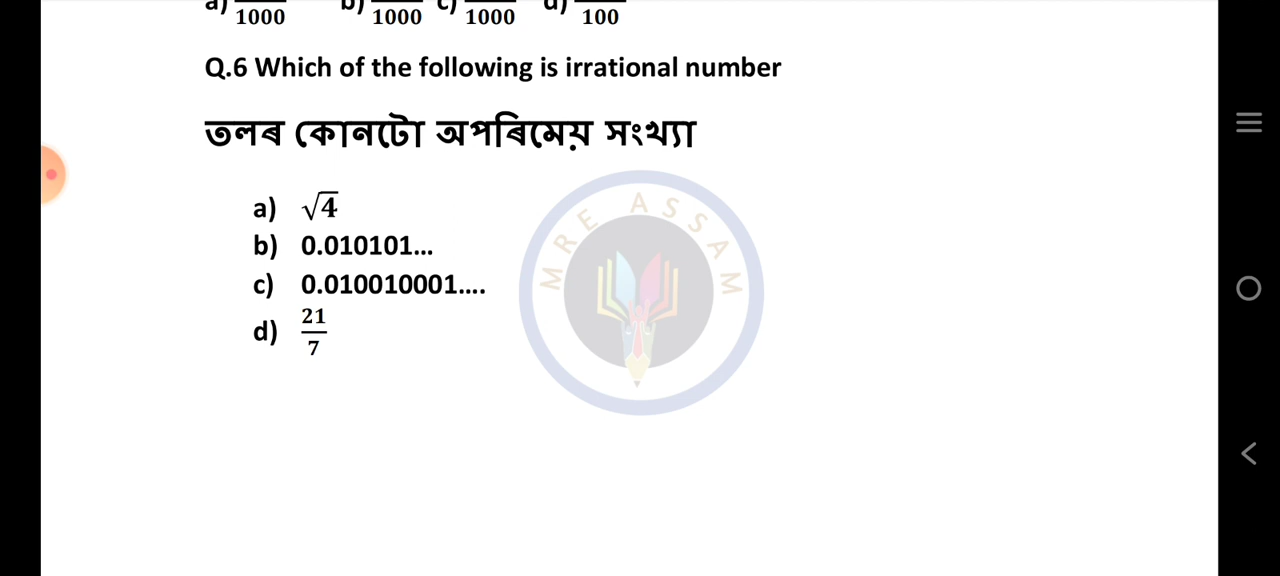 a) 1000 b) 1000 c) 1000 d) 100
Q.6 Which of the following is irrational number
তলৰ কোনটো অপৰিমেয় সংখ্যা
a) √4
b) 0.010101...
c) 0.010010001....
d) 21/7
MRE ASSAM